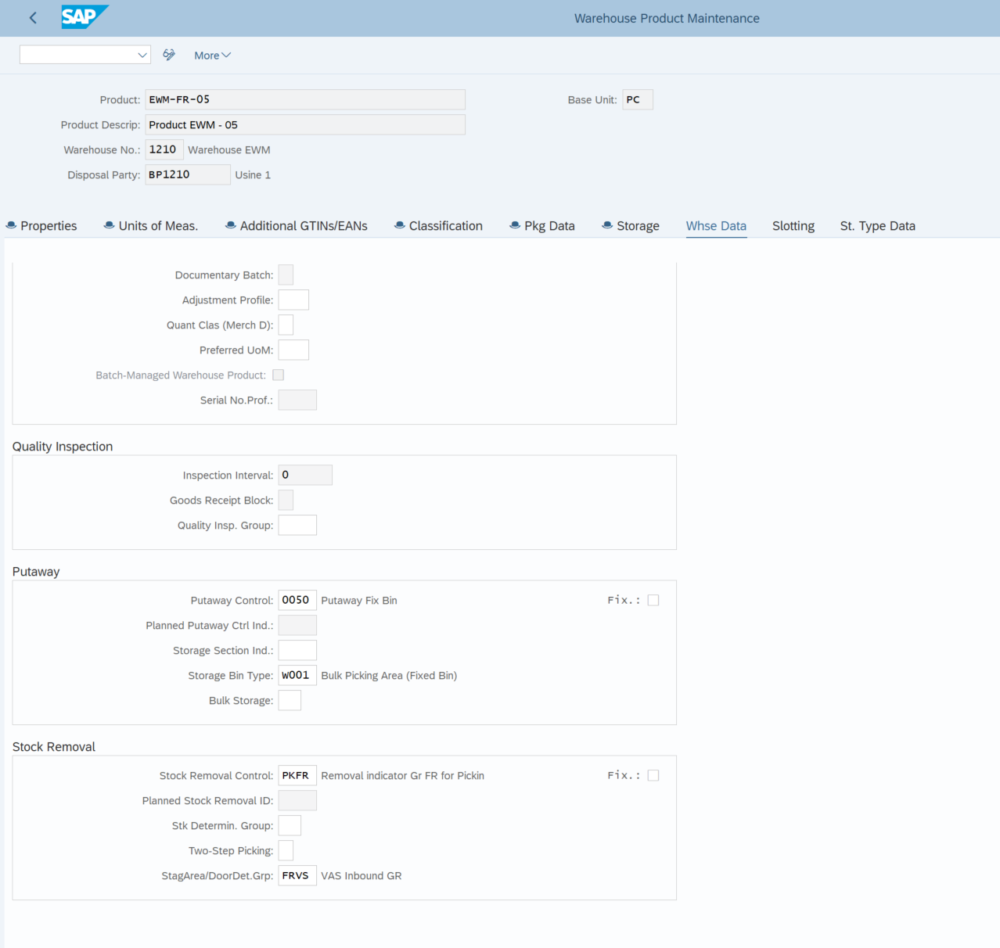 SAP Warehouse Product Maintenance
More
Product: EWM-FR-05 Base Unit: PC
Product Descrip: Product EWM - 05
Warehouse No.: 1210 Warehouse EWM
Disposal Party: BP1210 Usine 1
Properties Units of Meas. Additional GTINs/EANs Classification Pkg Data Storage Whse Data Slotting St. Type Data
Documentary Batch:
Adjustment Profile:
Quant Clas (Merch D):
Preferred UoM:
Batch-Managed Warehouse Product:
Serial No.Prof.:
Quality Inspection
Inspection Interval: 0
Goods Receipt Block:
Quality Insp. Group:
Putaway
Putaway Control: 0050 Putaway Fix Bin Fix.:
Planned Putaway Ctrl Ind.:
Storage Section Ind.:
Storage Bin Type: W001 Bulk Picking Area (Fixed Bin)
Bulk Storage:
Stock Removal
Stock Removal Control: PKFR Removal indicator Gr FR for Pickin Fix.:
Planned Stock Removal ID:
Stk Determin. Group:
Two-Step Picking:
StagArea/DoorDet.Grp: FRVS VAS Inbound GR